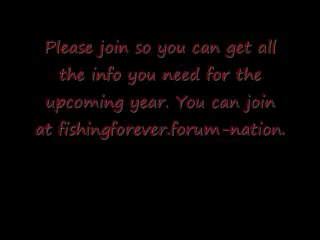 Please join so you can get all
the info you need for the
upcoming year. You can join
at fishingforever.forum-nation.